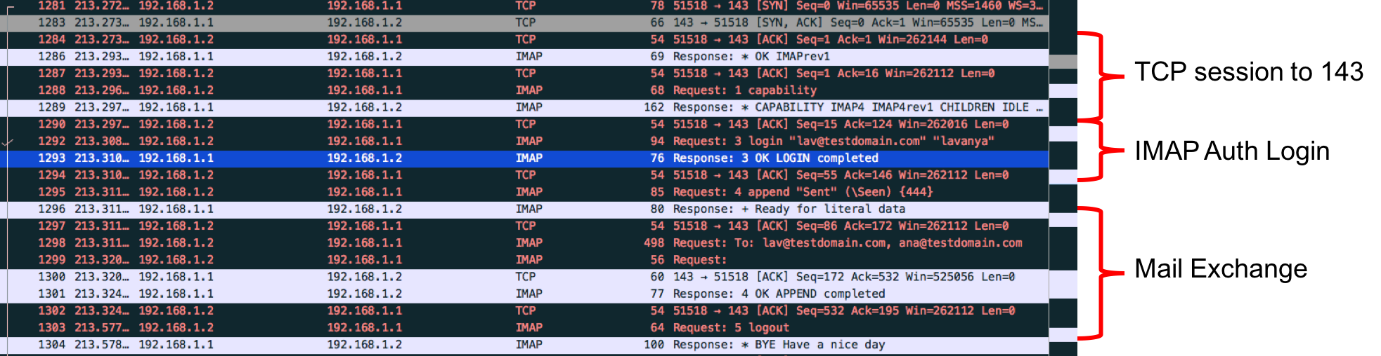 1281 213.272… 192.168.1.2 192.168.1.1 TCP 78 51518 → 143 [SYN] Seq=0 Win=65535 Len=0 MSS=1460 WS=3…
1283 213.273… 192.168.1.1 192.168.1.2 TCP 66 143 → 51518 [SYN, ACK] Seq=0 Ack=1 Win=65535 Len=0 MS…
1284 213.273… 192.168.1.2 192.168.1.1 TCP 54 51518 → 143 [ACK] Seq=1 Ack=1 Win=262144 Len=0
1286 213.293… 192.168.1.1 192.168.1.2 IMAP 69 Response: * OK IMAPrev1
1287 213.293… 192.168.1.2 192.168.1.1 TCP 54 51518 → 143 [ACK] Seq=1 Ack=16 Win=262112 Len=0
TCP session to 143
1288 213.296… 192.168.1.2 192.168.1.1 IMAP 68 Request: 1 capability
1289 213.297… 192.168.1.1 192.168.1.2 IMAP 162 Response: * CAPABILITY IMAP4 IMAP4rev1 CHILDREN IDLE …
1290 213.297… 192.168.1.2 192.168.1.1 TCP 54 51518 → 143 [ACK] Seq=15 Ack=124 Win=262016 Len=0
1292 213.308… 192.168.1.2 192.168.1.1 IMAP 94 Request: 3 login "lav@testdomain.com" "lavanya"
1293 213.310… 192.168.1.1 192.168.1.2 IMAP 76 Response: 3 OK LOGIN completed
IMAP Auth Login
1294 213.310… 192.168.1.2 192.168.1.1 TCP 54 51518 → 143 [ACK] Seq=55 Ack=146 Win=262112 Len=0
1295 213.311… 192.168.1.2 192.168.1.1 IMAP 85 Request: 4 append "Sent" (\Seen) {444}
1296 213.311… 192.168.1.1 192.168.1.2 IMAP 80 Response: + Ready for literal data
1297 213.311… 192.168.1.2 192.168.1.1 TCP 54 51518 → 143 [ACK] Seq=86 Ack=172 Win=262112 Len=0
1298 213.311… 192.168.1.2 192.168.1.1 IMAP 498 Request: To: lav@testdomain.com, ana@testdomain.com
1299 213.320… 192.168.1.2 192.168.1.1 IMAP 56 Request:
Mail Exchange
1300 213.320… 192.168.1.1 192.168.1.2 TCP 60 143 → 51518 [ACK] Seq=172 Ack=532 Win=525056 Len=0
1301 213.324… 192.168.1.1 192.168.1.2 IMAP 77 Response: 4 OK APPEND completed
1302 213.324… 192.168.1.2 192.168.1.1 TCP 54 51518 → 143 [ACK] Seq=532 Ack=195 Win=262112 Len=0
1303 213.577… 192.168.1.2 192.168.1.1 IMAP 64 Request: 5 logout
1304 213.578… 192.168.1.1 192.168.1.2 IMAP 100 Response: * BYE Have a nice day